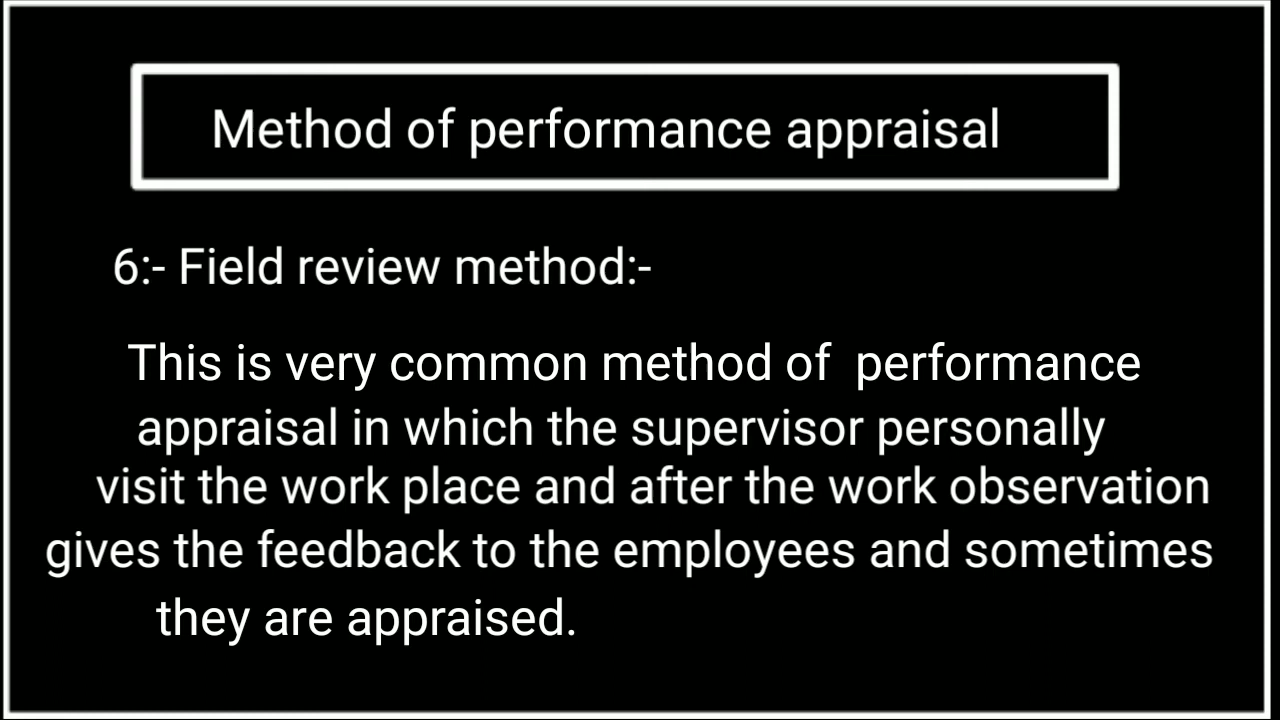 Method of performance appraisal
6:- Field review method:-
This is very common method of performance
appraisal in which the supervisor personally
visit the work place and after the work observation
gives the feedback to the employees and sometimes
they are appraised.